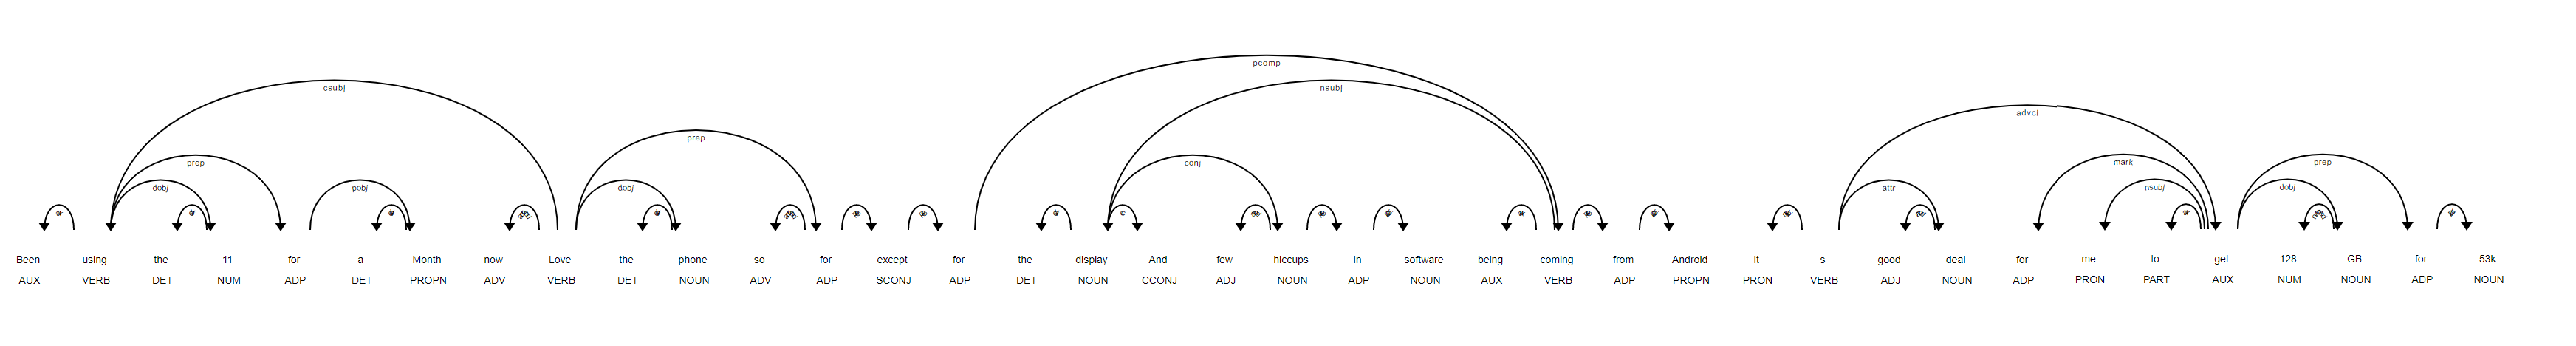 pcomp
csubj nsubj
advcl
prep
prep conj mark prep
dobj pobj dobj attr nsubj dobj
Been using the 11 for a Month now Love the phone so for except for the display And few hiccups in software being coming from Android It s good deal for me to get 128 GB for 53k
AUX VERB DET NUM ADP DET PROPN ADV VERB DET NOUN ADV ADP SCONJ ADP DET NOUN CCONJ ADJ NOUN ADP NOUN AUX VERB ADP PROPN PRON VERB ADJ NOUN ADP PRON PART AUX NUM NOUN ADP NOUN